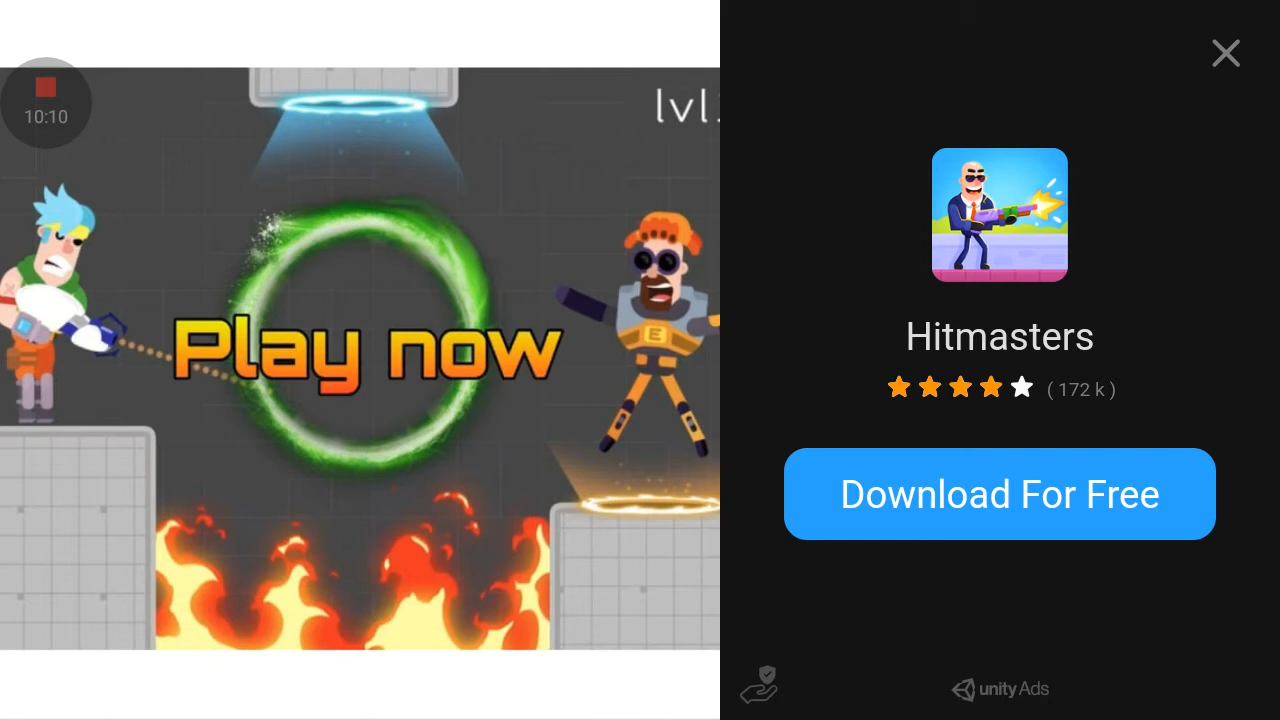 10:10
lvl
Play now
E
Hitmasters
( 172 k )
Download For Free
unity Ads